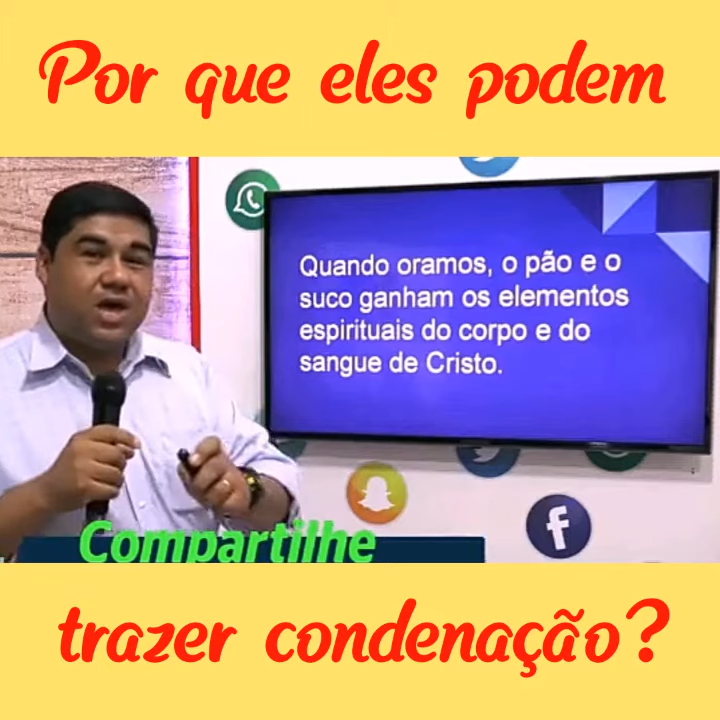 Por que eles podem
Quando oramos, o pão e o
suco ganham os elementos
espirituais do corpo e do
sangue de Cristo.
Compartilhe
trazer condenação?